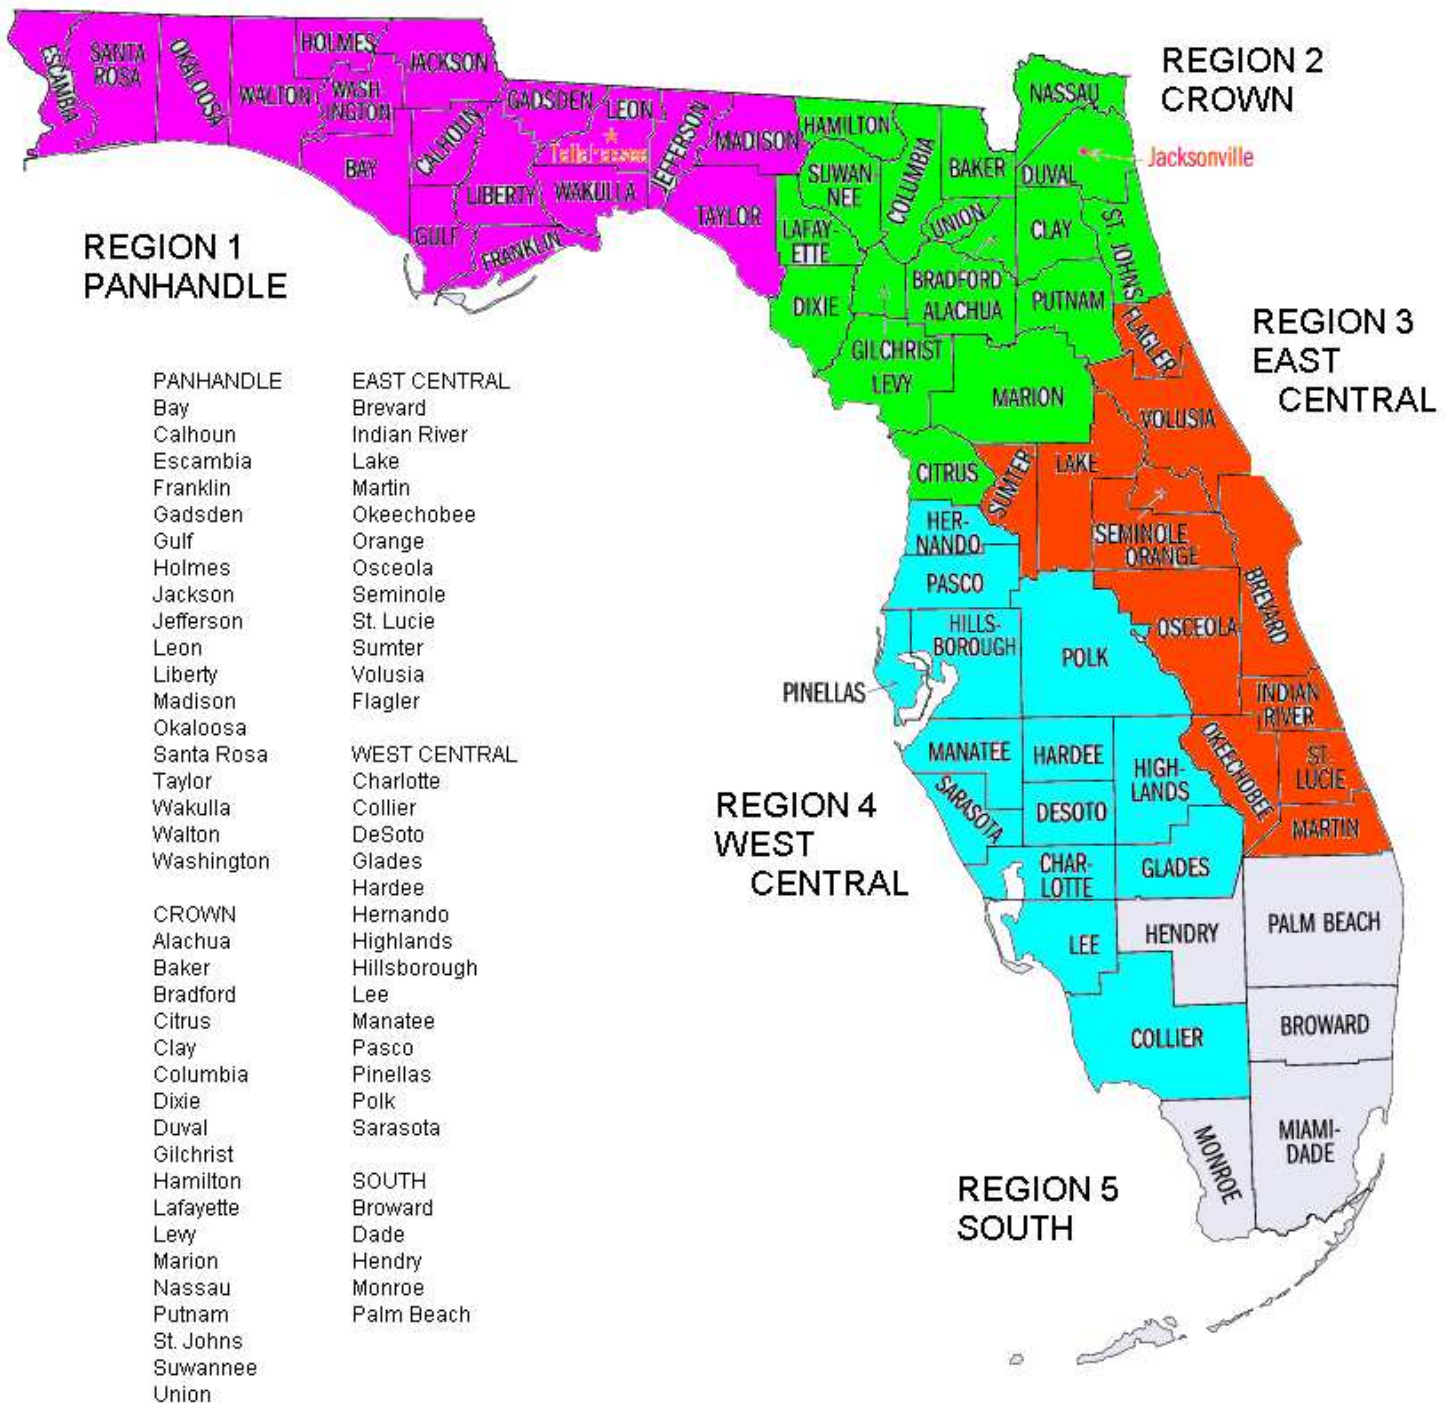 REGION 2
CROWN
NASSAU
HOLMES
JACKSON
SANTA
ROSA
ESCAMBIA
OKALOOSA
WALTON
WASH
INGTON
GADSDEN
LEON
Tallahassee
JEFFERSON
MADISON
HAMILTON
CALHOUN
BAY
LIBERTY
WAKULLA
TAYLOR
GULF
FRANKLIN
SUWAN-
NEE
COLUMBIA
BAKER
DUVAL
Jacksonville
UNION
CLAY
ST. JOHNS
LAFAY-
ETTE
BRADFORD
ALACHUA
PUTNAM
DIXIE
GILCHRIST
LEVY
MARION
FLAGLER
REGION 1
PANHANDLE
REGION 3
EAST
CENTRAL
VOLUSIA
CITRUS
SUMTER
LAKE
SEMINOLE
ORANGE
HER-
NANDO
PASCO
BREVARD
OSCEOLA
HILLS-
BOROUGH
POLK
PINELLAS
INDIAN
RIVER
MANATEE
HARDEE
HIGH-
LANDS
OKEECHOBEE
ST.
LUCIE
SARASOTA
DESOTO
MARTIN
REGION 4
WEST
CENTRAL
CHAR-
LOTTE
GLADES
LEE
HENDRY
PALM BEACH
COLLIER
BROWARD
MONROE
MIAMI-
DADE
REGION 5
SOUTH
PANHANDLE
Bay
Calhoun
Escambia
Franklin
Gadsden
Gulf
Holmes
Jackson
Jefferson
Leon
Liberty
Madison
Okaloosa
Santa Rosa
Taylor
Wakulla
Walton
Washington
CROWN
Alachua
Baker
Bradford
Citrus
Clay
Columbia
Dixie
Duval
Gilchrist
Hamilton
Lafayette
Levy
Marion
Nassau
Putnam
St. Johns
Suwannee
Union
EAST CENTRAL
Brevard
Indian River
Lake
Martin
Okeechobee
Orange
Osceola
Seminole
St. Lucie
Sumter
Volusia
Flagler
WEST CENTRAL
Charlotte
Collier
DeSoto
Glades
Hardee
Hernando
Highlands
Hillsborough
Lee
Manatee
Pasco
Pinellas
Polk
Sarasota
SOUTH
Broward
Dade
Hendry
Monroe
Palm Beach